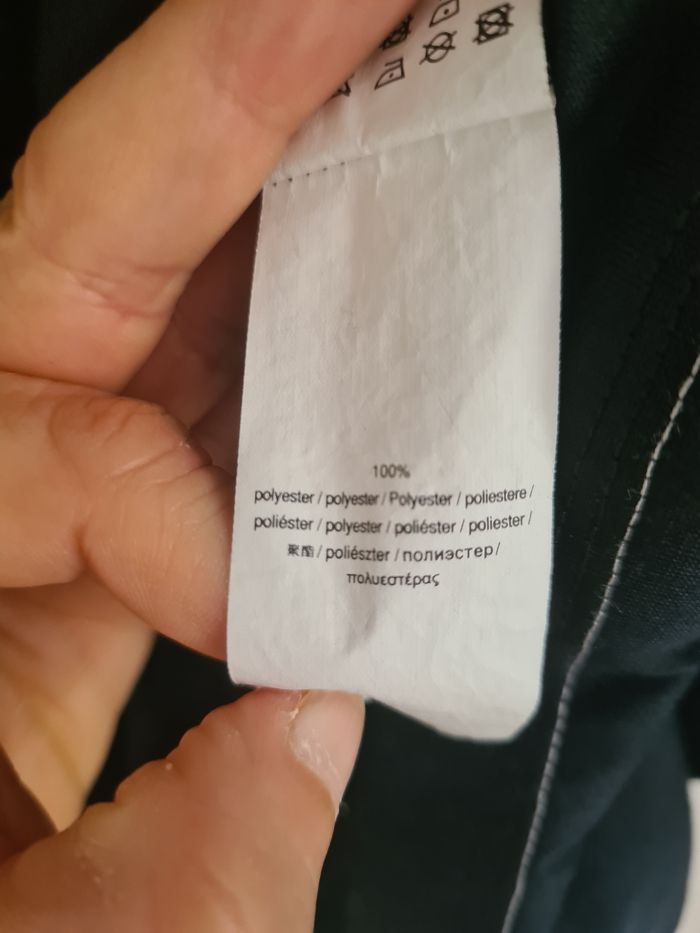 100%
polyester / polyester / Polyester / poliestere /
poliéster / polyester / poliéster / poliester /
聚酯 / poliészter / полиэстер /
πολυεστέρας